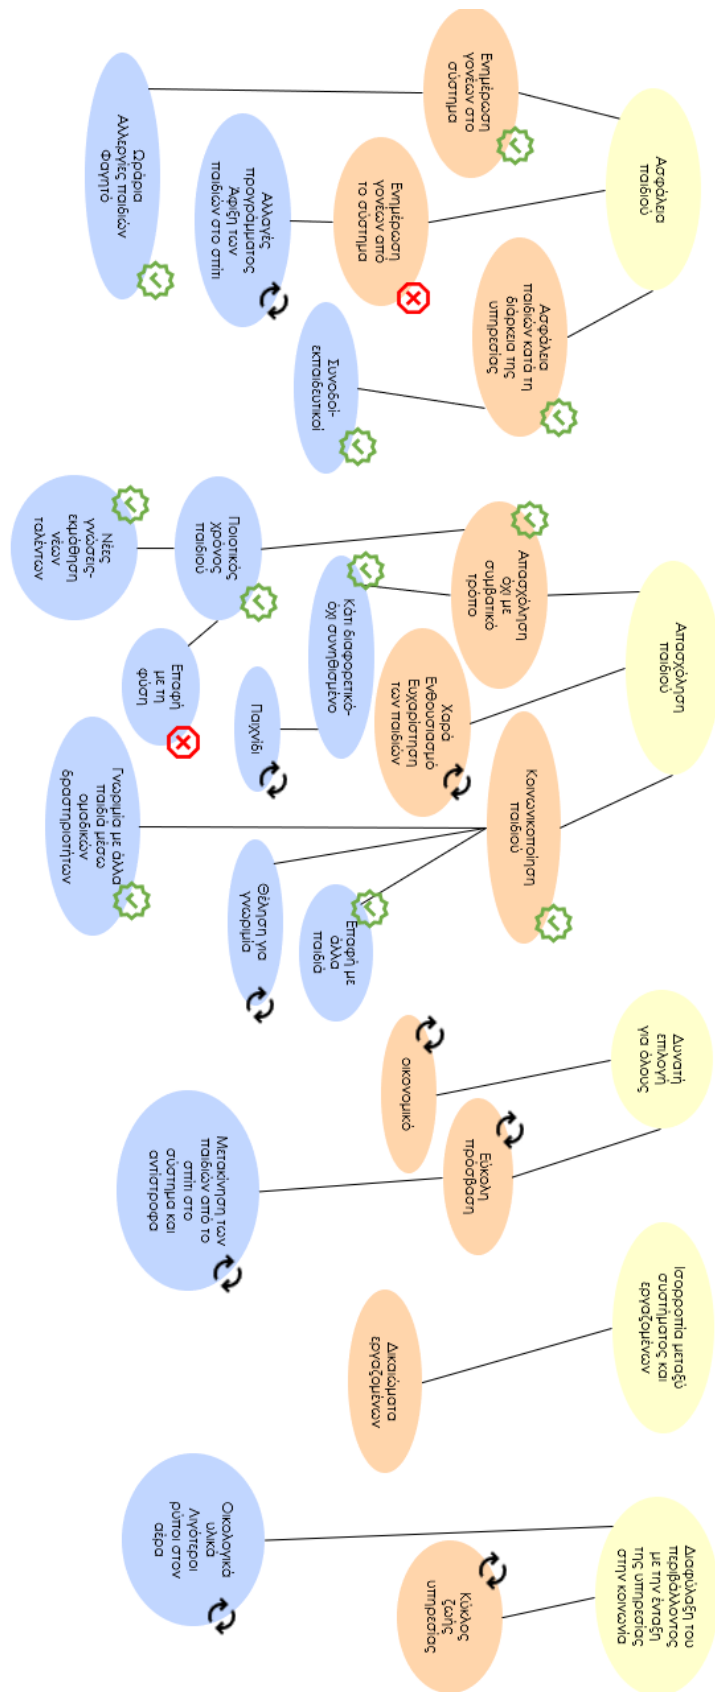 Ασφάλεια
παιδιού
Ενημέρωση
γονέων στο
σύστημα
Ενημέρωση
γονέων από
το σύστημα
Ασφάλεια
παιδιών κατά τη
διάρκεια της
υπηρεσίας
Ωράρια
Αλλεργίες παιδιών
Φαγητό
Αλλαγές
προγράμματος
Άφιξη των
παιδιών στο σπίτι
Συνοδοί-
εκπαιδευτικοί
Απασχόληση
παιδιού
Απασχόληση
όχι με
συμβατικό
τρόπο
Χαρά
Ενθουσιασμό
Ευχαρίστηση
των παιδιών
Κοινωνικοποίηση
παιδιού
Ποιοτικός
χρόνος
παιδιού
Νέες
γνώσεις-
εκμάθηση
νέων
ταλέντων
Επαφή
με τη
φύση
Κάτι διαφορετικό-
όχι συνηθισμένο
Παιχνίδι
Γνωριμία με άλλα
παιδιά μέσω
ομαδικών
δραστηριοτήτων
Θέληση για
γνωριμία
Επαφή με
άλλα
παιδιά
Δυνατή
επιλογή
για όλους
οικονομικό
Εύκολη
πρόσβαση
Μετακίνηση των
παιδιών από το
σπίτι στο
σύστημα και
αντίστροφα
Ισορροπία μεταξύ
συστήματος και
εργαζομένων
Δικαιώματα
εργαζομένων
Διαφύλαξη του
περιβάλλοντος
με την ένταξη
της υπηρεσίας
στην κοινωνία
Κύκλος
ζωής
υπηρεσίας
Οικολογικά
υλικά
Λιγότεροι
ρύποι στον
αέρα